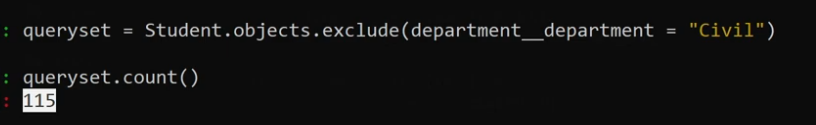 : queryset = Student.objects.exclude(department__department = "Civil")
: queryset.count()
: 115